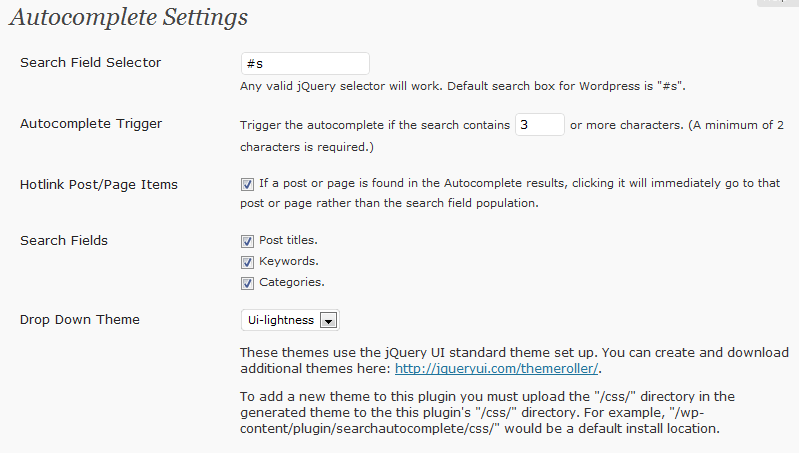 Autocomplete Settings
Search Field Selector
#s
Any valid jQuery selector will work. Default search box for Wordpress is "#s".
Autocomplete Trigger
Trigger the autocomplete if the search contains 3 or more characters. (A minimum of 2
characters is required.)
Hotlink Post/Page Items
If a post or page is found in the Autocomplete results, clicking it will immediately go to that
post or page rather than the search field population.
Search Fields
Post titles.
Keywords.
Categories.
Drop Down Theme
Ui-lightness
These themes use the jQuery UI standard theme set up. You can create and download
additional themes here: http://jqueryui.com/themeroller/.
To add a new theme to this plugin you must upload the "/css/" directory in the
generated theme to the this plugin's "/css/" directory. For example, "/wp-
content/plugin/searchautocomplete/css/" would be a default install location.